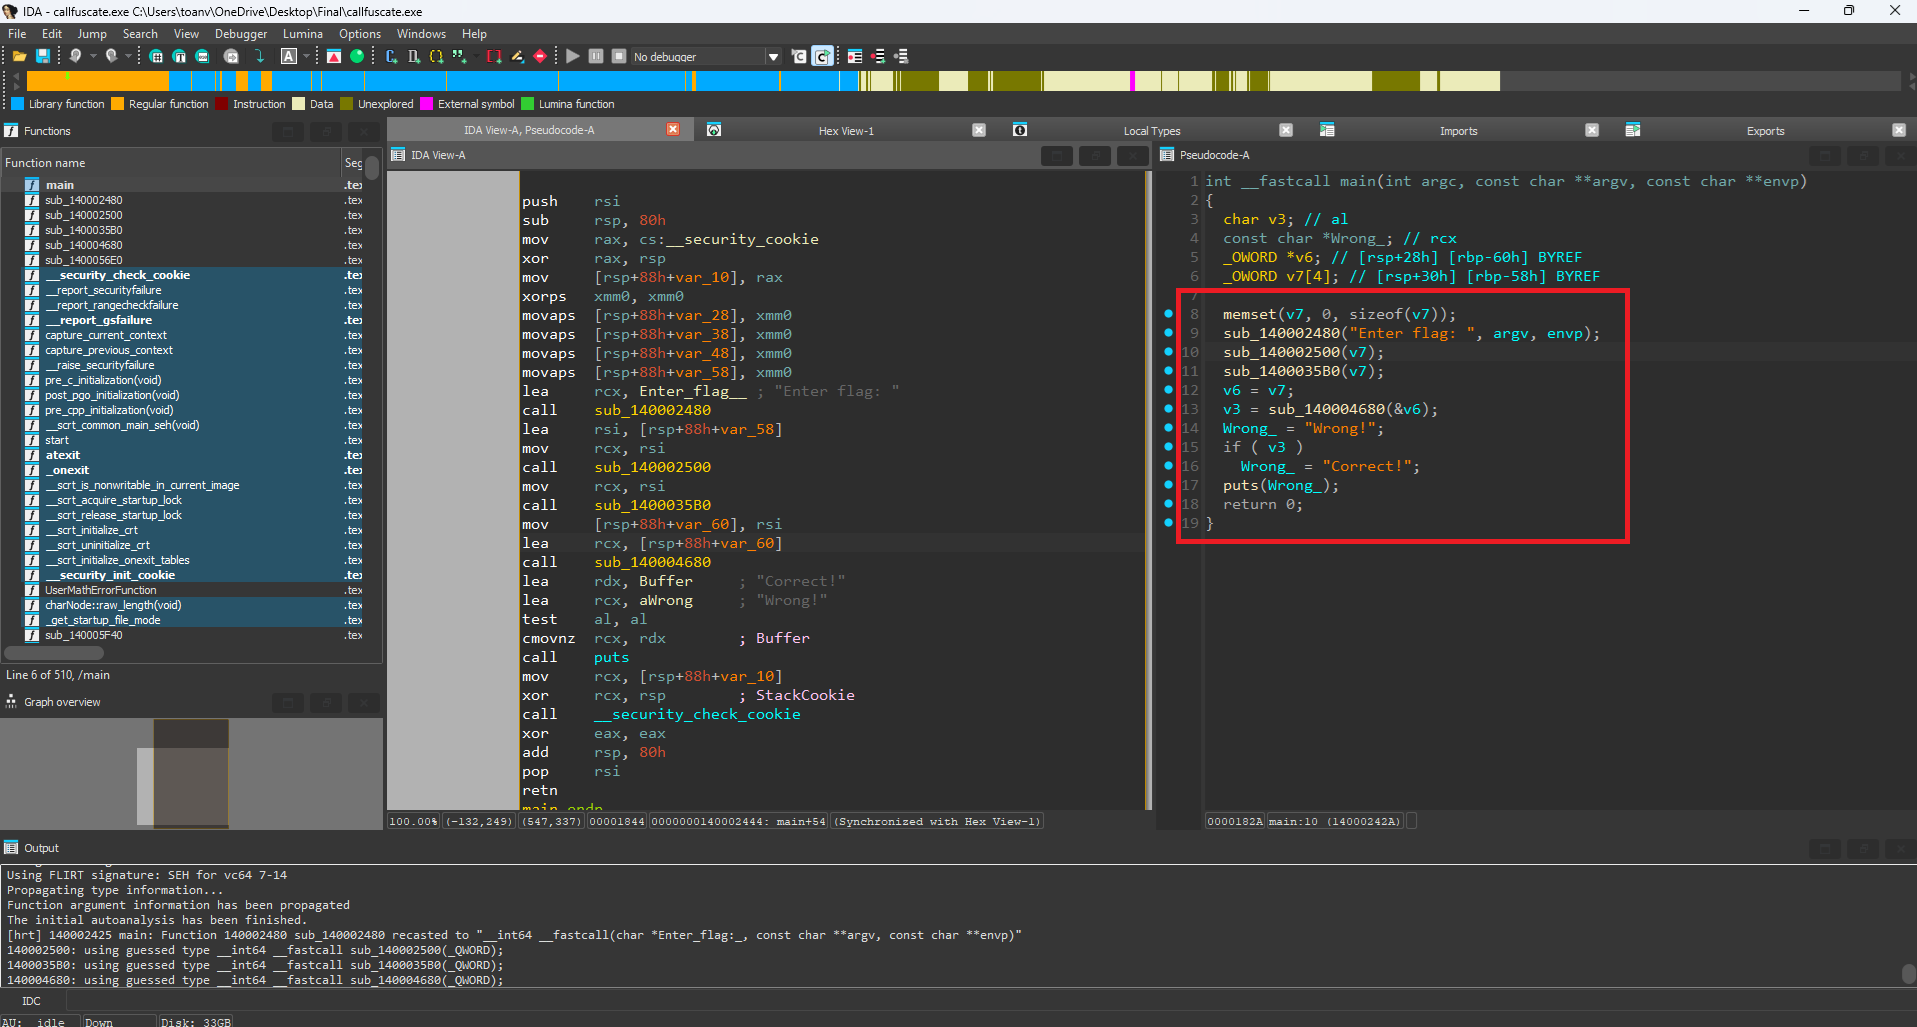 IDA - callfuscate.exe C:\Users\toanv\OneDrive\Desktop\Final\callfuscate.exe
File Edit Jump Search View Debugger Lumina Options Windows Help
No debugger
Library function Regular function Instruction Data Unexplored External symbol Lumina function
Functions
Function name Seg
main .tex
sub_140002480 .tex
sub_140002500 .tex
sub_1400035B0 .tex
sub_140004680 .tex
sub_1400056E0 .tex
__security_check_cookie .tex
__report_securityfailure .tex
__report_rangecheckfailure .tex
__report_gsfailure .tex
capture_current_context .tex
capture_previous_context .tex
__raise_securityfailure .tex
pre_c_initialization(void) .tex
post_pgo_initialization(void) .tex
pre_cpp_initialization(void) .tex
__scrt_common_main_seh(void) .tex
start .tex
atexit .tex
_onexit .tex
__scrt_is_nonwritable_in_current_image .tex
__scrt_acquire_startup_lock .tex
__scrt_release_startup_lock .tex
__scrt_initialize_crt .tex
__scrt_uninitialize_crt .tex
__scrt_initialize_onexit_tables .tex
__security_init_cookie .tex
UserMathErrorFunction .tex
charNode::raw_length(void) .tex
_get_startup_file_mode .tex
sub_140005F40 .tex
Line 6 of 510, /main
Graph overview
IDA View-A, Pseudocode-A Hex View-1 Local Types Imports Exports
IDA View-A
push rsi
sub rsp, 80h
mov rax, cs:__security_cookie
xor rax, rsp
mov [rsp+88h+var_10], rax
xorps xmm0, xmm0
movaps [rsp+88h+var_28], xmm0
movaps [rsp+88h+var_38], xmm0
movaps [rsp+88h+var_48], xmm0
movaps [rsp+88h+var_58], xmm0
lea rcx, Enter_flag__ ; "Enter flag: "
call sub_140002480
lea rsi, [rsp+88h+var_58]
mov rcx, rsi
call sub_140002500
mov rcx, rsi
call sub_1400035B0
mov [rsp+88h+var_60], rsi
lea rcx, [rsp+88h+var_60]
call sub_140004680
lea rdx, Buffer ; "Correct!"
lea rcx, aWrong ; "Wrong!"
test al, al
cmovnz rcx, rdx ; Buffer
call puts
mov rcx, [rsp+88h+var_10]
xor rcx, rsp ; StackCookie
call __security_check_cookie
xor eax, eax
add rsp, 80h
pop rsi
retn
main endp
100.00% (-132,249) (547,337) 00001844 0000000140002444: main+54 (Synchronized with Hex View-1)
Pseudocode-A
1 int __fastcall main(int argc, const char **argv, const char **envp)
2 {
3 char v3; // al
4 const char *Wrong_; // rcx
5 _OWORD *v6; // [rsp+28h] [rbp-60h] BYREF
6 _OWORD v7[4]; // [rsp+30h] [rbp-58h] BYREF
7
8 memset(v7, 0, sizeof(v7));
9 sub_140002480("Enter flag: ", argv, envp);
10 sub_140002500(v7);
11 sub_1400035B0(v7);
12 v6 = v7;
13 v3 = sub_140004680(&v6);
14 Wrong_ = "Wrong!";
15 if ( v3 )
16 Wrong_ = "Correct!";
17 puts(Wrong_);
18 return 0;
19 }
0000182A main:10 (14000242A)
Output
Using FLIRT signature: SEH for vc64 7-14
Propagating type information...
Function argument information has been propagated
The initial autoanalysis has been finished.
[hrt] 140002425 main: Function 140002480 sub_140002480 recasted to "__int64 __fastcall(char *Enter_flag:_, const char **argv, const char **envp)"
140002500: using guessed type __int64 __fastcall sub_140002500(_QWORD);
1400035B0: using guessed type __int64 __fastcall sub_1400035B0(_QWORD);
140004680: using guessed type __int64 __fastcall sub_140004680(_QWORD);
IDC
AU: idle Down Disk: 33GB